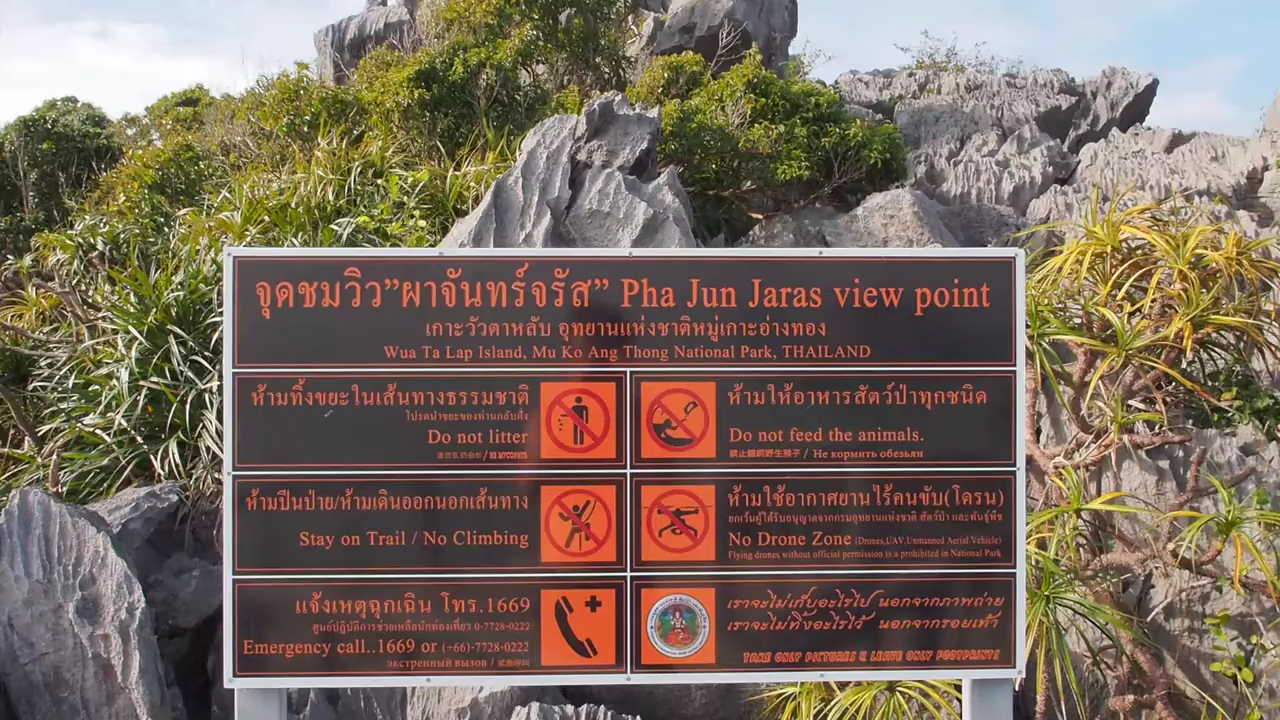 จุดชมวิว”ผาจันทร์จรัส” Pha Jun Jaras view point
เกาะวัวตาหลับ อุทยานแห่งชาติหมู่เกาะอ่างทอง
Wua Ta Lap Island, Mu Ko Ang Thong National Park, THAILAND
ห้ามทิ้งขยะในเส้นทางธรรมชาติ
โปรดนำขยะของท่านกลับฝั่ง
Do not litter
ห้ามให้อาหารสัตว์ป่าทุกชนิด
Do not feed the animals.
禁止餵飼野生猴子 / Не кормить обезьян
ห้ามปีนป่าย/ห้ามเดินออกนอกเส้นทาง
Stay on Trail / No Climbing
ห้ามใช้อากาศยานไร้คนขับ(โดรน)
ยกเว้นผู้ได้รับอนุญาตจากกรมอุทยานแห่งชาติ สัตว์ป่า และพันธุ์พืช
No Drone Zone (Drones,UAV,Unmanned Aerial Vehicle)
Flying drones without official permission is a prohibited in National Park
แจ้งเหตุฉุกเฉิน โทร.1669
ศูนย์ปฏิบัติการช่วยเหลือนักท่องเที่ยว 0-7728-0222
Emergency call..1669 or (+66)-7728-0222
экстренный вызов /
เราจะไม่เก็บอะไรไป นอกจากภาพถ่าย
เราจะไม่ทิ้งอะไรไว้ นอกจากรอยเท้า
TAKE ONLY PICTURES & LEAVE ONLY FOOTPRINTS